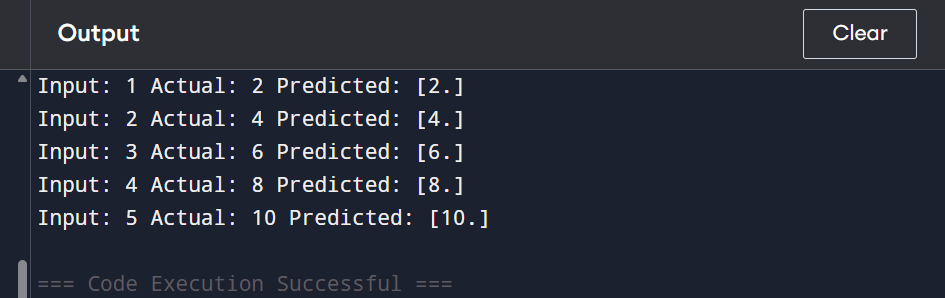 Output
Clear
Input: 1 Actual: 2 Predicted: [2.]
Input: 2 Actual: 4 Predicted: [4.]
Input: 3 Actual: 6 Predicted: [6.]
Input: 4 Actual: 8 Predicted: [8.]
Input: 5 Actual: 10 Predicted: [10.]
=== Code Execution Successful ===